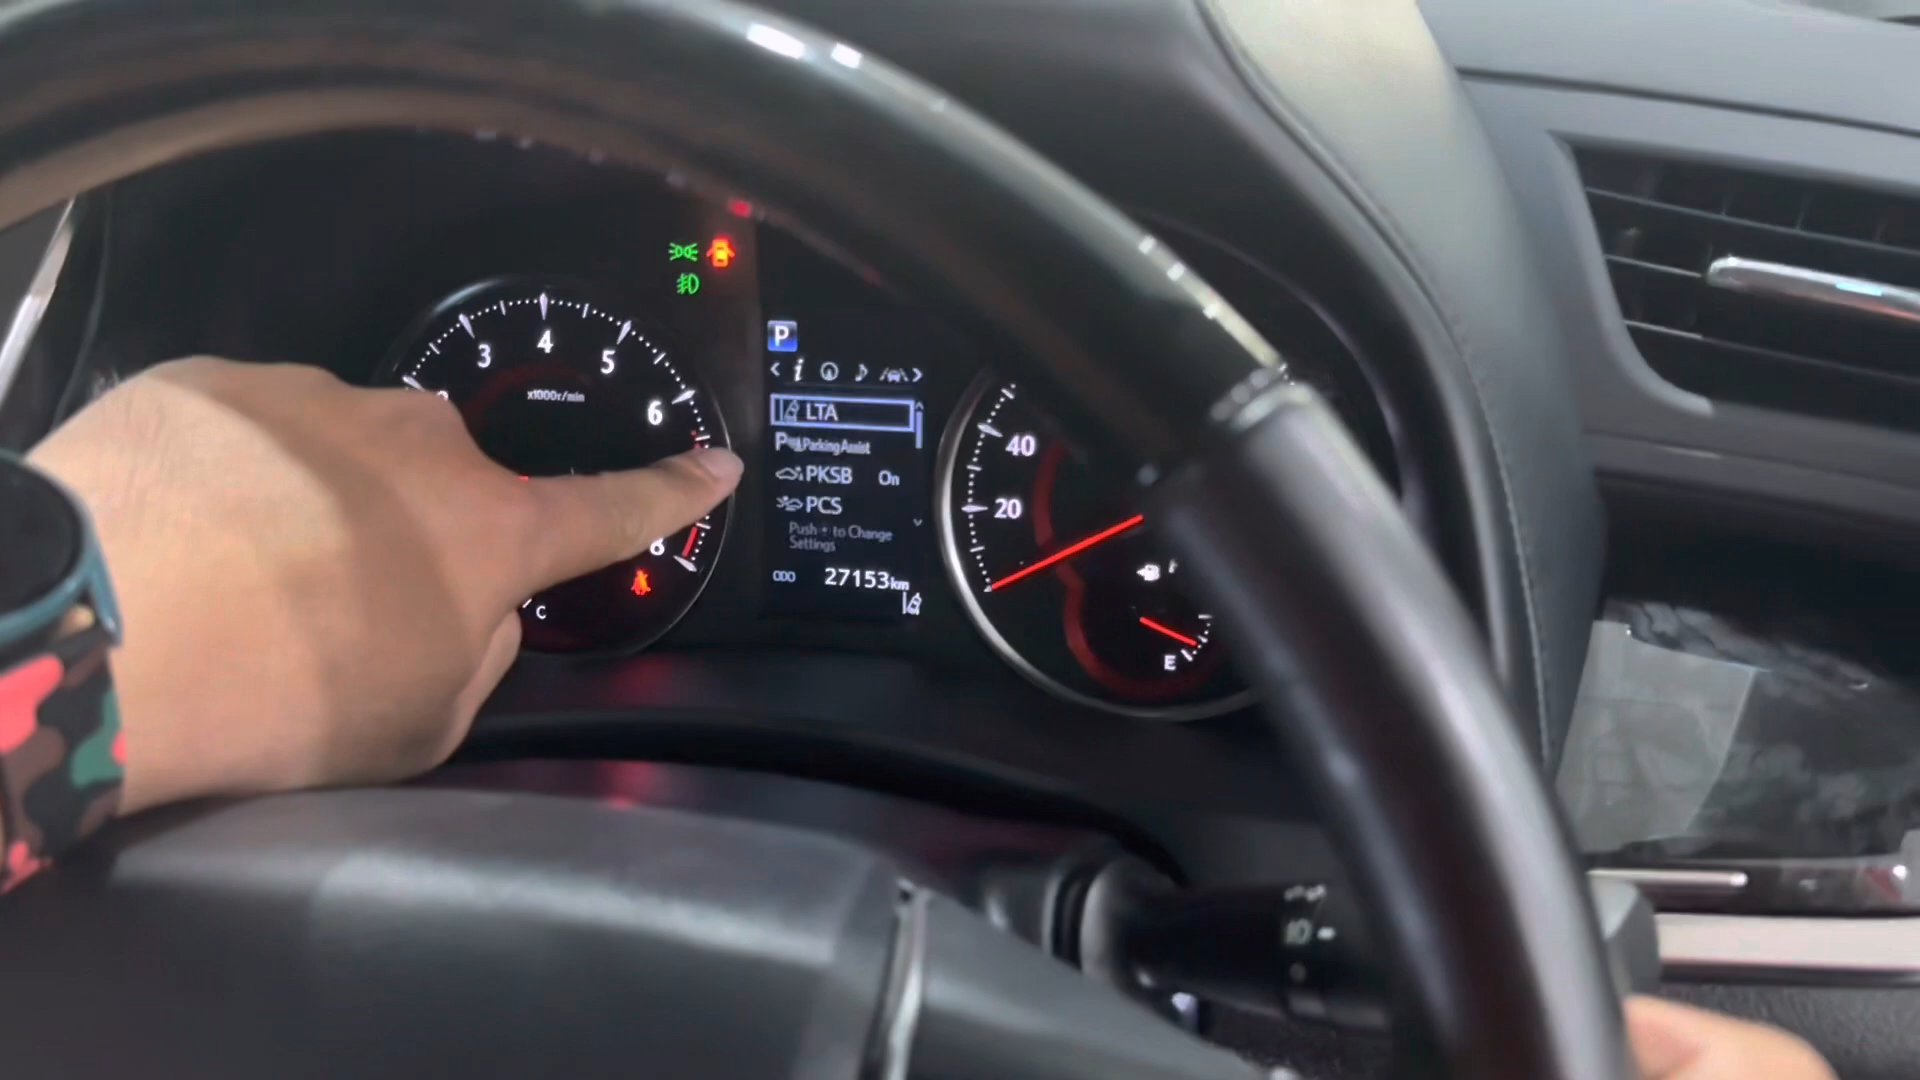 3
4
5
6
8
x1000r/min
C
P
LTA
Parking Assist
PKSB On
PCS
Push to Change
Settings
ODO 27153km
40
20
E